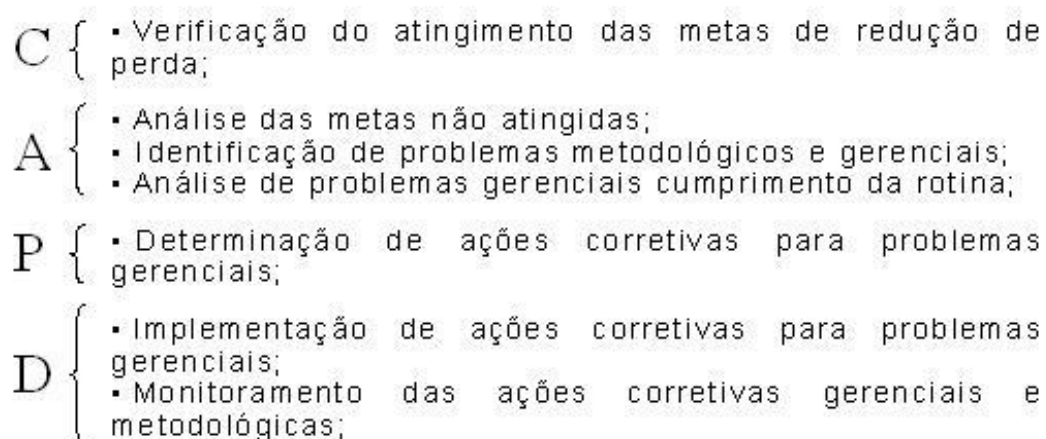 C { ▪ Verificação do atingimento das metas de redução de
perda;
A { ▪ Análise das metas não atingidas;
▪ Identificação de problemas metodológicos e gerenciais;
▪ Análise de problemas gerenciais cumprimento da rotina;
P { ▪ Determinação de ações corretivas para problemas
gerenciais;
D { ▪ Implementação de ações corretivas para problemas
gerenciais;
▪ Monitoramento das ações corretivas gerenciais e
metodológicas;